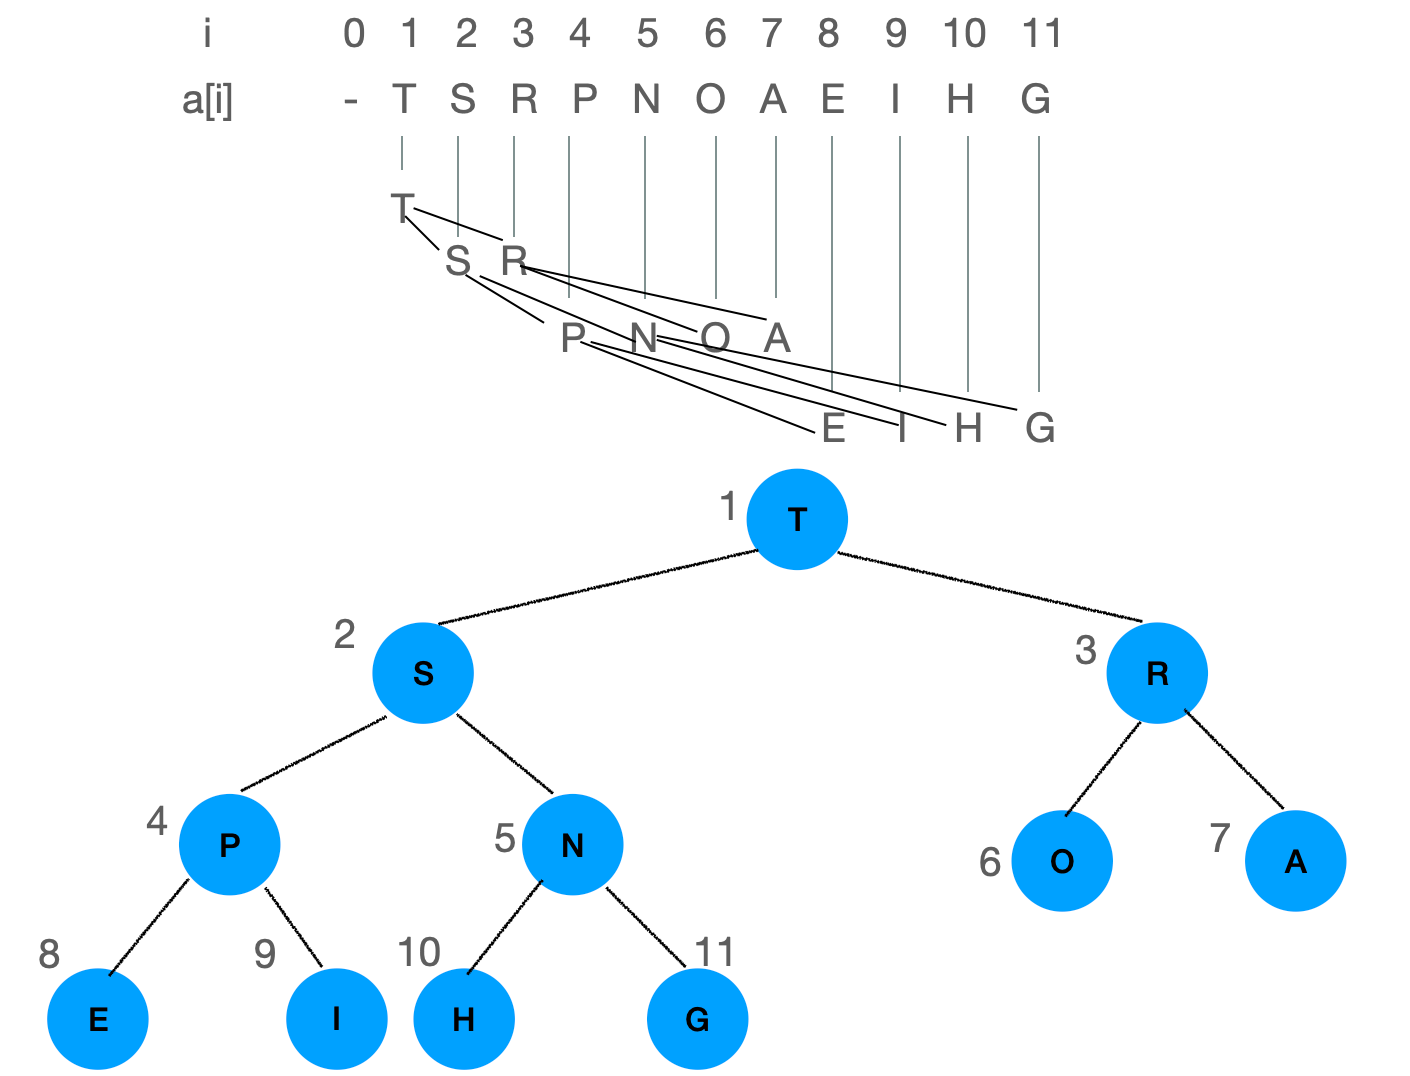 i 0 1 2 3 4 5 6 7 8 9 10 11
a[i] - T S R P N O A E I H G
T
S R
P N O A
E I H G
1 T
2 S 3 R
4 P 5 N 6 O 7 A
8 E 9 I 10 H 11 G